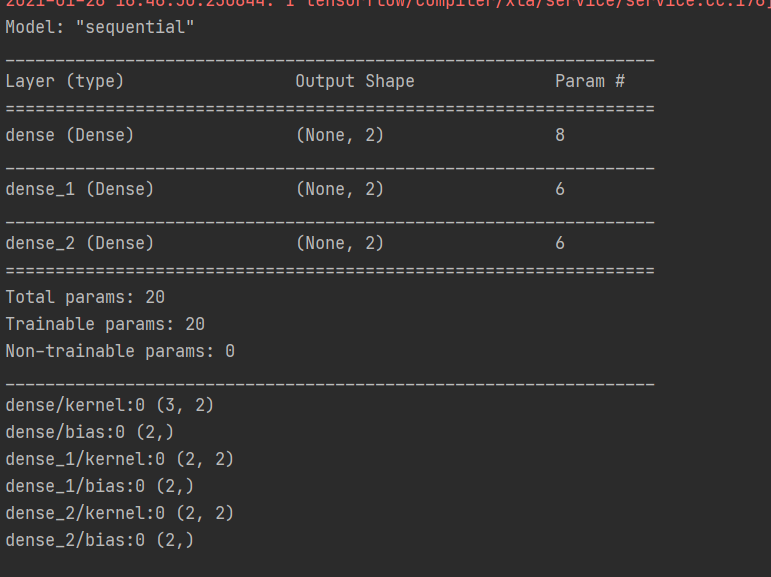 tensorflow/compiler/xla/service/service.cc:176]
Model: "sequential"
_________________________________________________________________
Layer (type)                 Output Shape              Param #
=================================================================
dense (Dense)                (None, 2)                 8
_________________________________________________________________
dense_1 (Dense)              (None, 2)                 6
_________________________________________________________________
dense_2 (Dense)              (None, 2)                 6
=================================================================
Total params: 20
Trainable params: 20
Non-trainable params: 0
_________________________________________________________________
dense/kernel:0 (3, 2)
dense/bias:0 (2,)
dense_1/kernel:0 (2, 2)
dense_1/bias:0 (2,)
dense_2/kernel:0 (2, 2)
dense_2/bias:0 (2,)